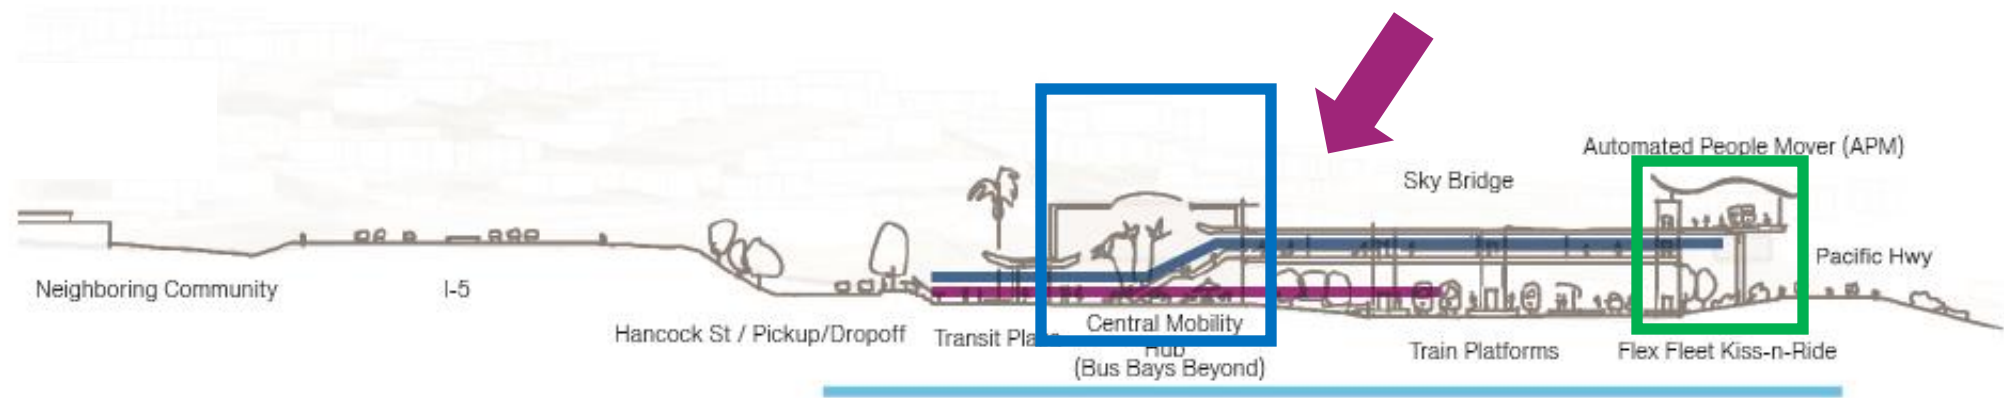 Automated People Mover (APM)
Sky Bridge
Pacific Hwy
Neighboring Community
I-5
Hancock St / Pickup/Dropoff
Transit Pla
Central Mobility
Hub
(Bus Bays Beyond)
Train Platforms
Flex Fleet Kiss-n-Ride